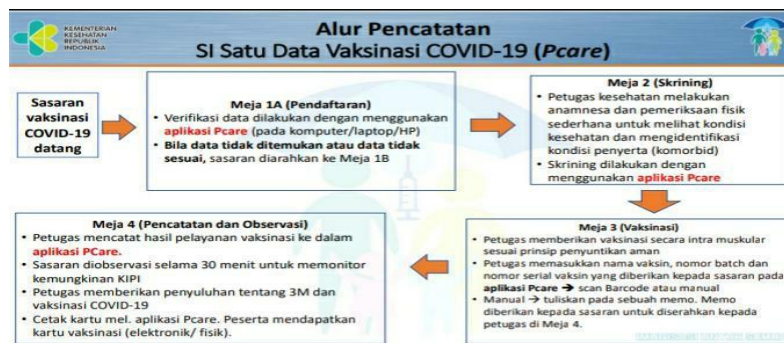 KEMENTERIAN
KESEHATAN
REPUBLIK
INDONESIA
Alur Pencatatan
SI Satu Data Vaksinasi COVID-19 (Pcare)
Sasaran
vaksinasi
COVID-19
datang
Meja 1A (Pendaftaran)
• Verifikasi data dilakukan dengan menggunakan
aplikasi Pcare (pada komputer/laptop/HP)
• Bila data tidak ditemukan atau data tidak
sesuai, sasaran diarahkan ke Meja 1B
Meja 2 (Skrining)
• Petugas kesehatan melakukan
anamnesa dan pemeriksaan fisik
sederhana untuk melihat kondisi
kesehatan dan mengidentifikasi
kondisi penyerta (komorbid)
• Skrining dilakukan dengan
menggunakan aplikasi Pcare
Meja 3 (Vaksinasi)
• Petugas memberikan vaksinasi secara intra muskular
sesuai prinsip penyuntikan aman
• Petugas memasukkan nama vaksin, nomor batch dan
nomor serial vaksin yang diberikan kepada sasaran pada
aplikasi Pcare → scan Barcode atau manual
• Manual → tuliskan pada sebuah memo. Memo
diberikan kepada sasaran untuk diserahkan kepada
petugas di Meja 4.
Meja 4 (Pencatatan dan Observasi)
• Petugas mencatat hasil pelayanan vaksinasi ke dalam
aplikasi PCare.
• Sasaran diobservasi selama 30 menit untuk memonitor
kemungkinan KIPI
• Petugas memberikan penyuluhan tentang 3M dan
vaksinasi COVID-19
• Cetak kartu mel. aplikasi Pcare. Peserta mendapatkan
kartu vaksinasi (elektronik/ fisik).